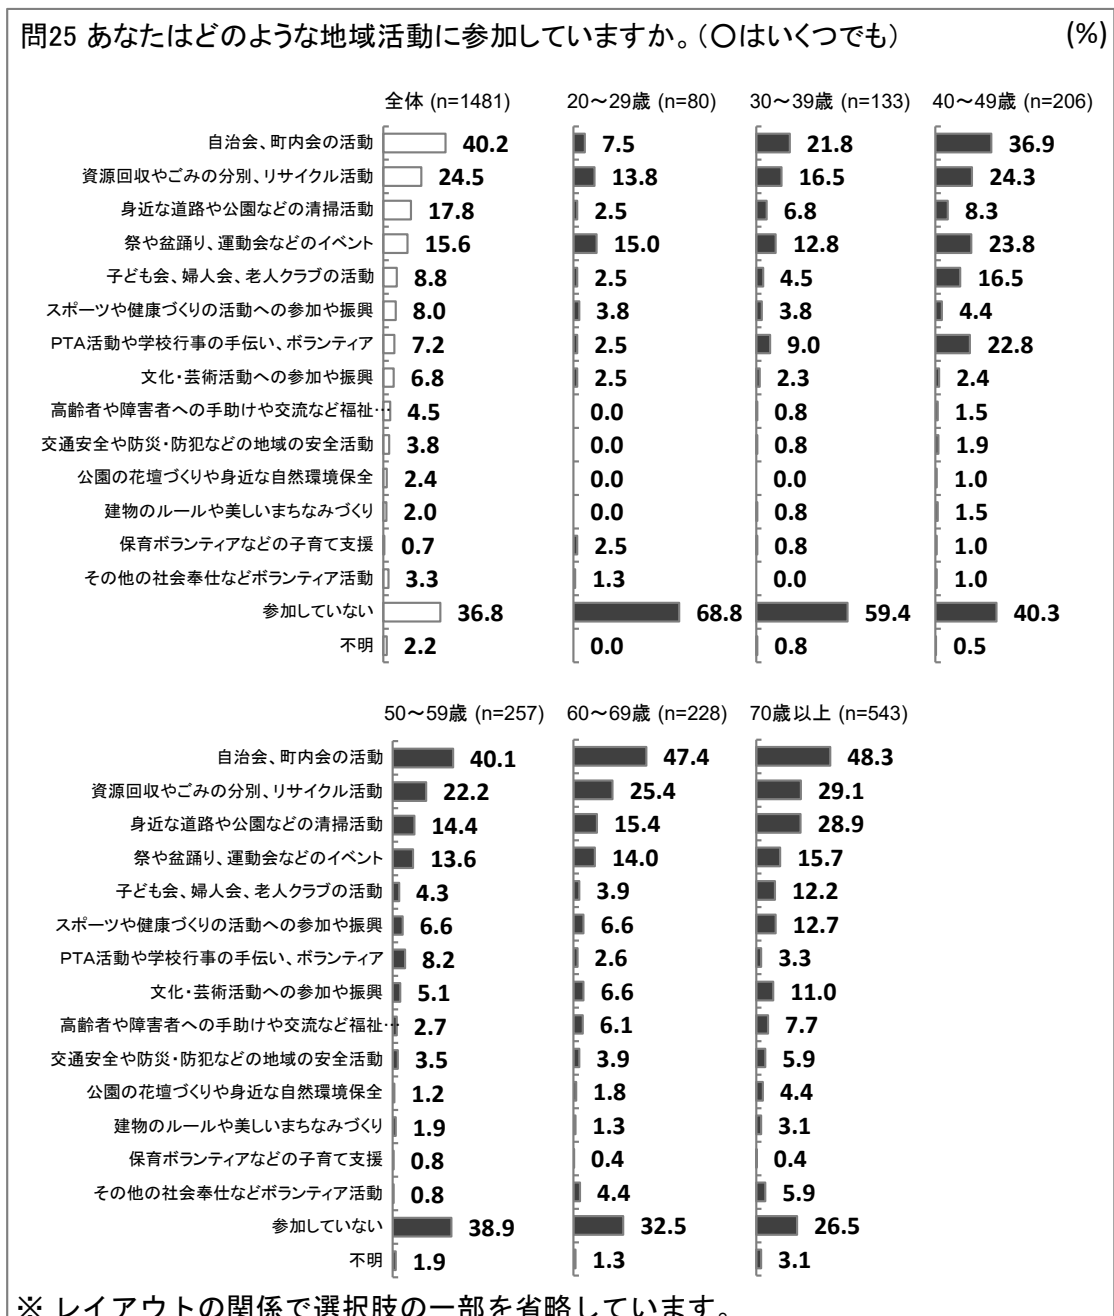 問25 あなたはどのような地域活動に参加していますか。（〇はいくつでも） (%)
全体 (n=1481) 20～29歳 (n=80) 30～39歳 (n=133) 40～49歳 (n=206)
自治会、町内会の活動 40.2 7.5 21.8 36.9
資源回収やごみの分別、リサイクル活動 24.5 13.8 16.5 24.3
身近な道路や公園などの清掃活動 17.8 2.5 6.8 8.3
祭や盆踊り、運動会などのイベント 15.6 15.0 12.8 23.8
子ども会、婦人会、老人クラブの活動 8.8 2.5 4.5 16.5
スポーツや健康づくりの活動への参加や振興 8.0 3.8 3.8 4.4
PTA活動や学校行事の手伝い、ボランティア 7.2 2.5 9.0 22.8
文化・芸術活動への参加や振興 6.8 2.5 2.3 2.4
高齢者や障害者への手助けや交流など福祉… 4.5 0.0 0.8 1.5
交通安全や防災・防犯などの地域の安全活動 3.8 0.0 0.8 1.9
公園の花壇づくりや身近な自然環境保全 2.4 0.0 0.0 1.0
建物のルールや美しいまちなみづくり 2.0 0.0 0.8 1.5
保育ボランティアなどの子育て支援 0.7 2.5 0.8 1.0
その他の社会奉仕などボランティア活動 3.3 1.3 0.0 1.0
参加していない 36.8 68.8 59.4 40.3
不明 2.2 0.0 0.8 0.5
50～59歳 (n=257) 60～69歳 (n=228) 70歳以上 (n=543)
自治会、町内会の活動 40.1 47.4 48.3
資源回収やごみの分別、リサイクル活動 22.2 25.4 29.1
身近な道路や公園などの清掃活動 14.4 15.4 28.9
祭や盆踊り、運動会などのイベント 13.6 14.0 15.7
子ども会、婦人会、老人クラブの活動 4.3 3.9 12.2
スポーツや健康づくりの活動への参加や振興 6.6 6.6 12.7
PTA活動や学校行事の手伝い、ボランティア 8.2 2.6 3.3
文化・芸術活動への参加や振興 5.1 6.6 11.0
高齢者や障害者への手助けや交流など福祉… 2.7 6.1 7.7
交通安全や防災・防犯などの地域の安全活動 3.5 3.9 5.9
公園の花壇づくりや身近な自然環境保全 1.2 1.8 4.4
建物のルールや美しいまちなみづくり 1.9 1.3 3.1
保育ボランティアなどの子育て支援 0.8 0.4 0.4
その他の社会奉仕などボランティア活動 0.8 4.4 5.9
参加していない 38.9 32.5 26.5
不明 1.9 1.3 3.1
※ レイアウトの関係で選択肢の一部を省略しています。